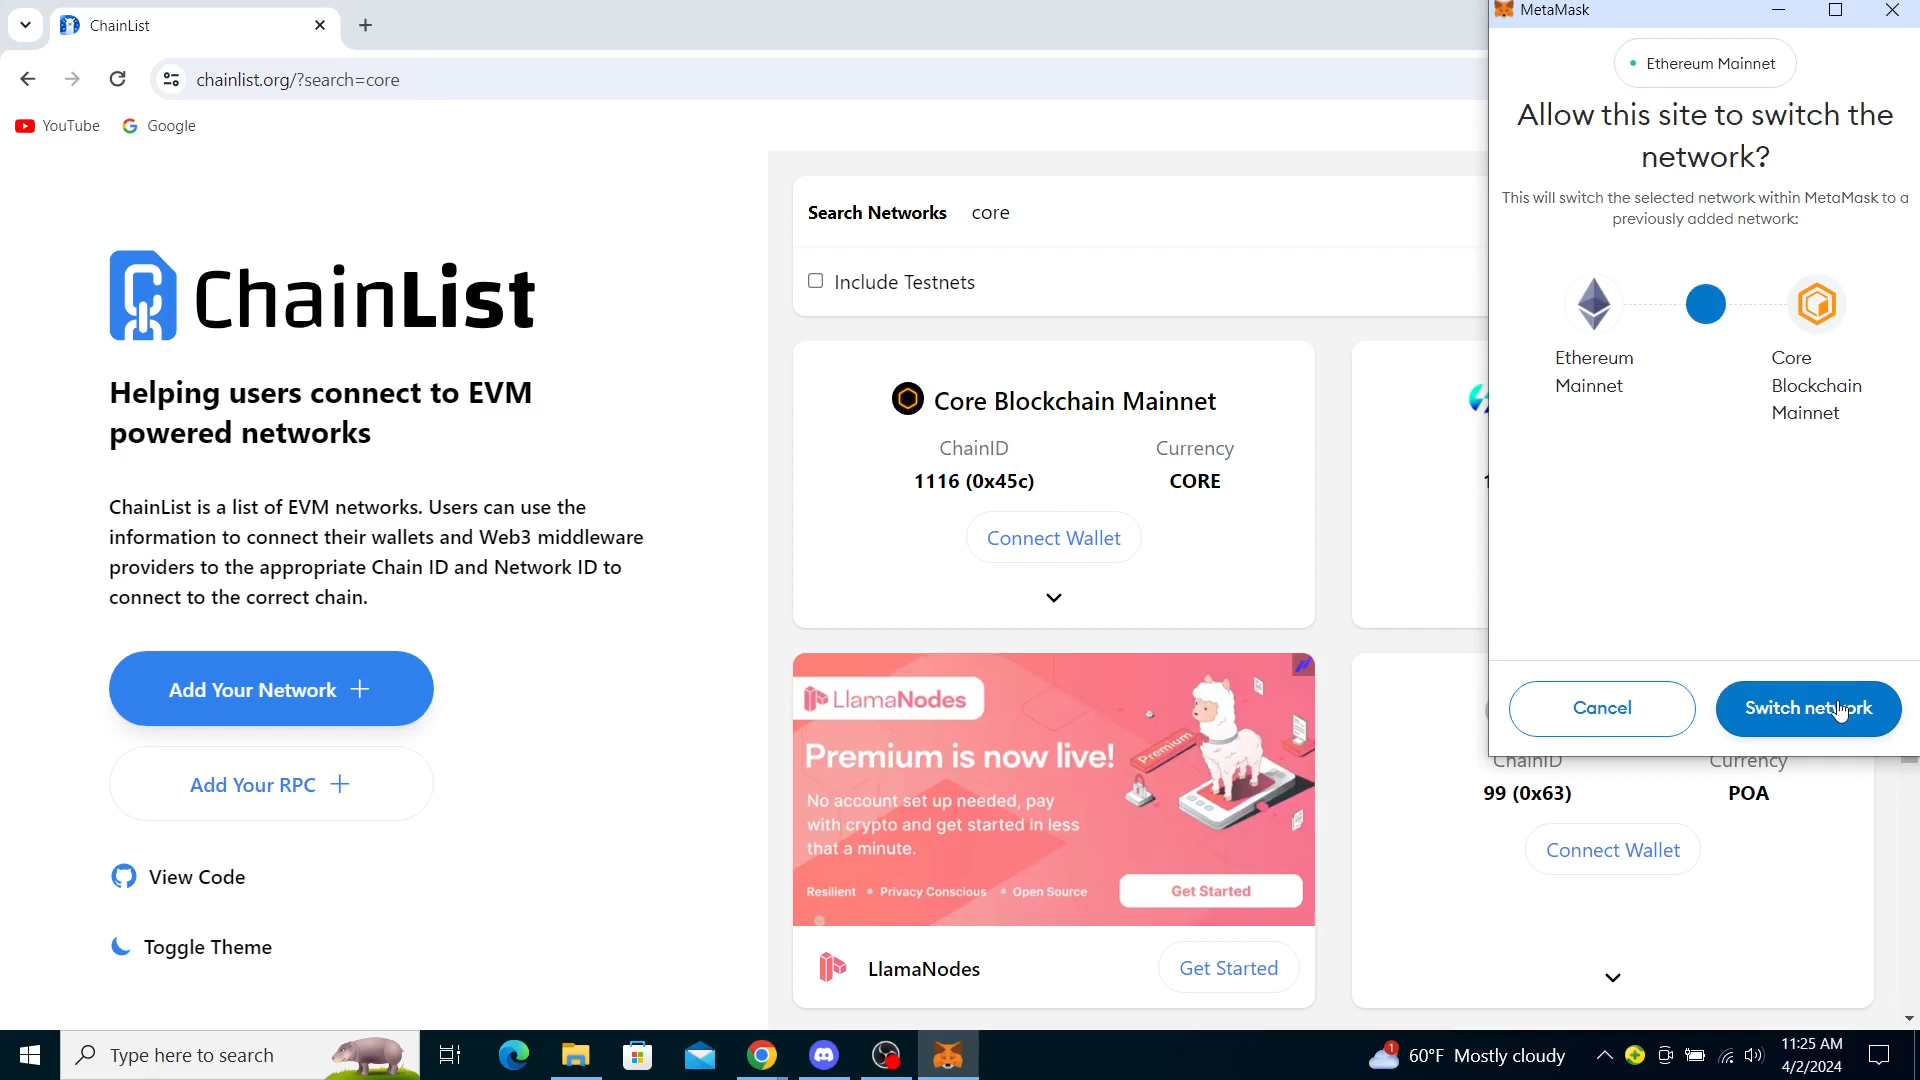 ChainList
chainlist.org/?search=core
YouTube
Google
ChainList
Helping users connect to EVM
powered networks
ChainList is a list of EVM networks. Users can use the
information to connect their wallets and Web3 middleware
providers to the appropriate Chain ID and Network ID to
connect to the correct chain.
Add Your Network
Add Your RPC
View Code
Toggle Theme
Search Networks core
Include Testnets
Core Blockchain Mainnet
ChainID Currency
1116 (0x45c) CORE
Connect Wallet
LlamaNodes
Premium is now live!
Premium
No account set up needed, pay
with crypto and get started in less
that a minute.
Resilient • Privacy Conscious • Open Source
Get Started
LlamaNodes
Get Started
ChainID Currency
99 (0x63) POA
Connect Wallet
MetaMask
Ethereum Mainnet
Allow this site to switch the
network?
This will switch the selected network within MetaMask to a
previously added network:
Ethereum
Mainnet
Core
Blockchain
Mainnet
Cancel
Switch network
Type here to search
1
60°F Mostly cloudy
11:25 AM
4/2/2024